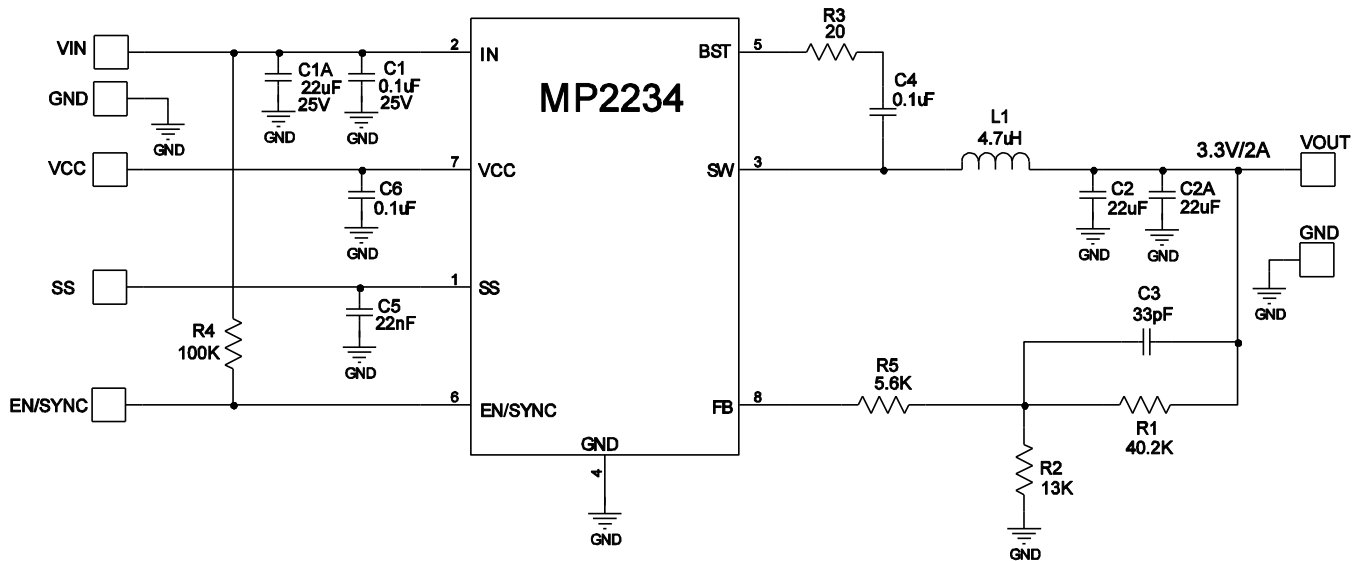 VIN
GND
GND
VCC
SS
EN/SYNC
C1A
22uF
25V
GND
C1
0.1uF
25V
GND
C6
0.1uF
GND
C5
22nF
GND
R4
100K
2
IN
7
VCC
1
SS
6
EN/SYNC
MP2234
BST
5
SW
3
FB
8
GND
4
GND
R3
20
C4
0.1uF
L1
4.7uH
3.3V/2A
VOUT
C2
22uF
GND
C2A
22uF
GND
GND
GND
C3
33pF
R5
5.6K
R1
40.2K
R2
13K
GND